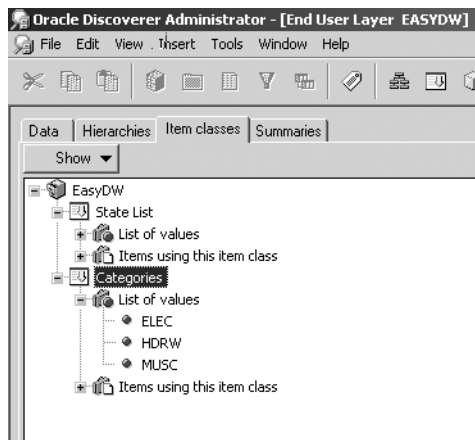 Oracle Discoverer Administrator - [End User Layer EASYDW]
File Edit View Insert Tools Window Help
Data Hierarchies Item classes Summaries
Show
EasyDW
State List
List of values
Items using this item class
Categories
List of values
ELEC
HDRW
MUSC
Items using this item class